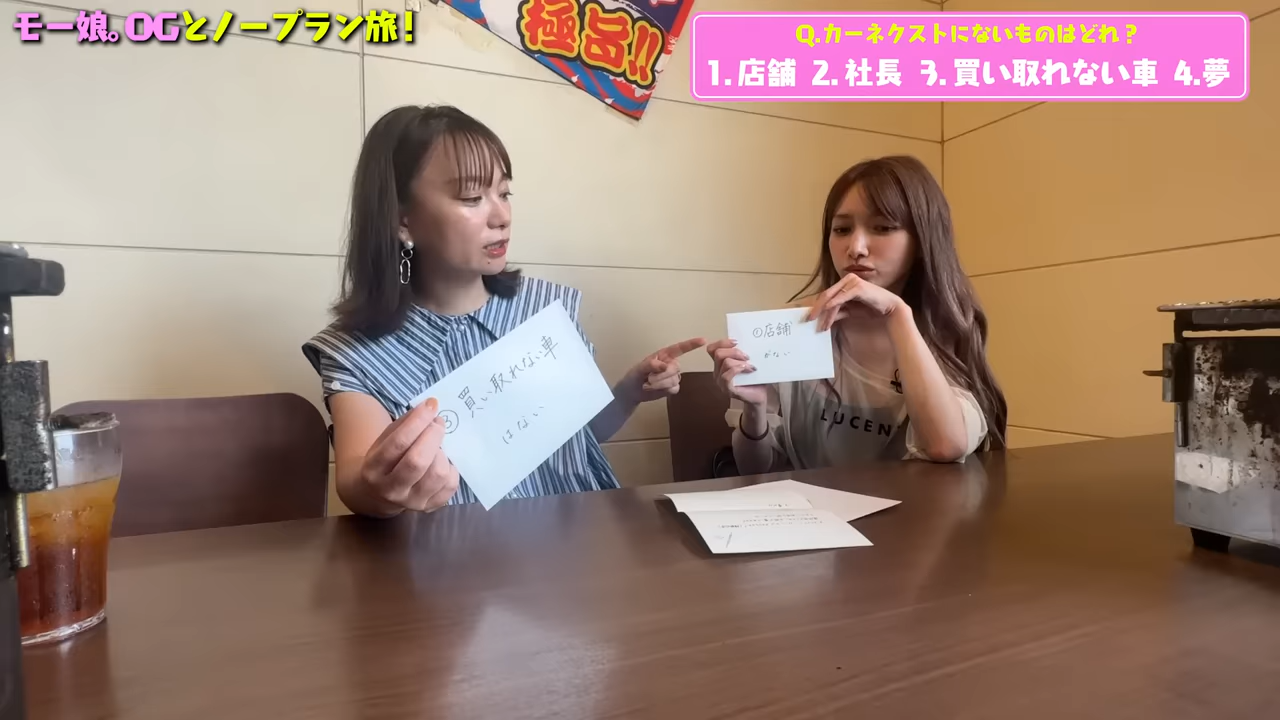 モー娘。OGとノープラン旅!
Q.カーネクストにないものはどれ?
1.店舗 2.社長 3.買い取れない車 4.夢
極旨!!
③買い取れない車
はない
①店舗
がない
LUCEN